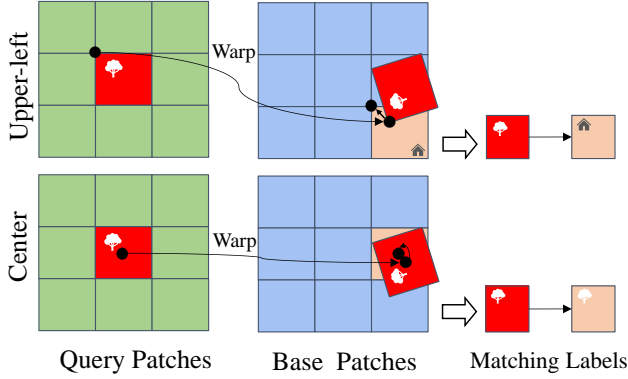 Upper-left
Warp
Center
Warp
Query Patches
Base Patches
Matching Labels